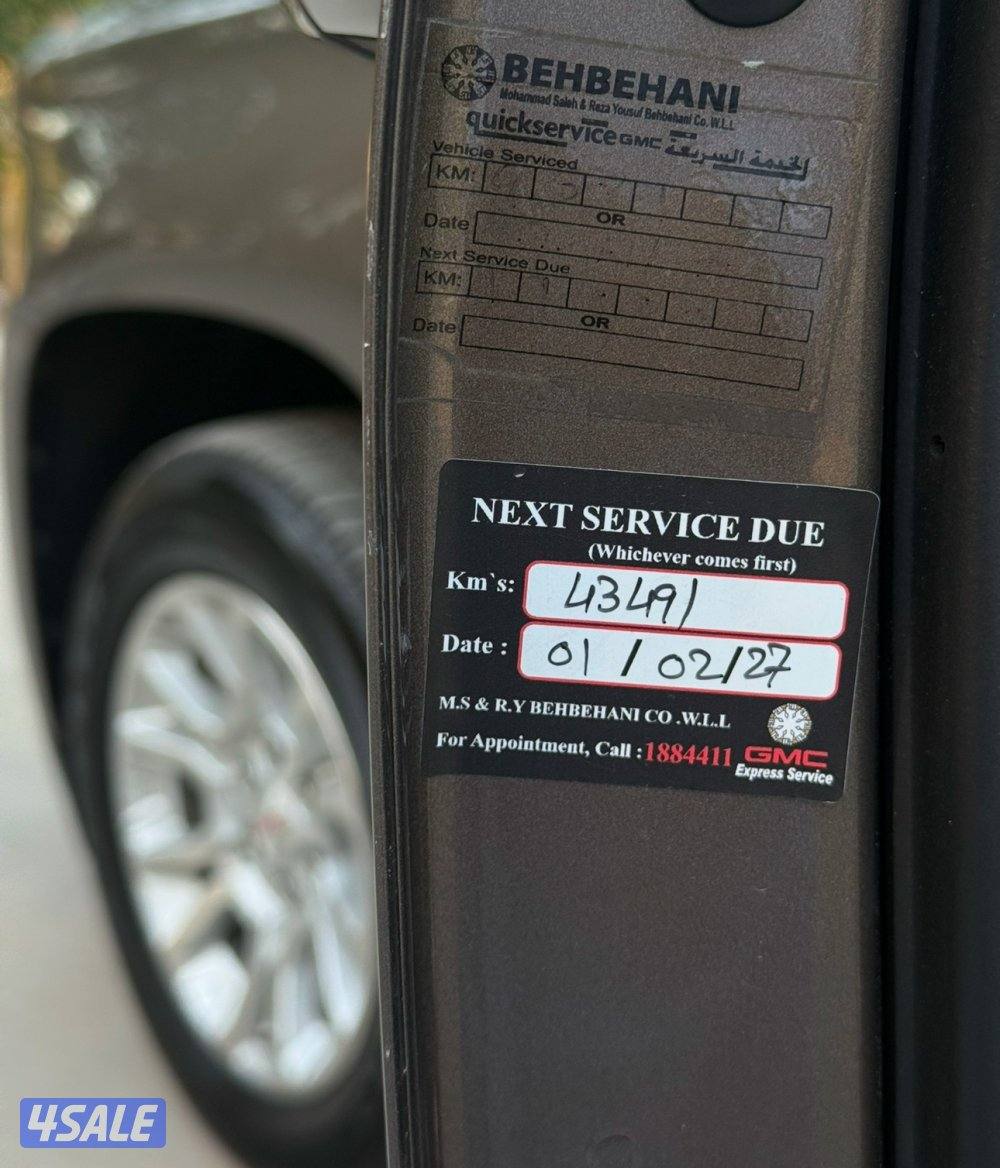 BEHBEHANI
Mohammad Saleh & Reza Yousuf Behbehani Co. W.L.L
quickservice GMC الخدمة السريعة
Vehicle Serviced
KM:
OR
Date
Next Service Due
KM:
OR
Date
NEXT SERVICE DUE
(Whichever comes first)
Km`s: 43491
Date : 01/02/27
M.S & R.Y BEHBEHANI CO .W.L.L
For Appointment, Call : 1884411 GMC
Express Service
4SALE